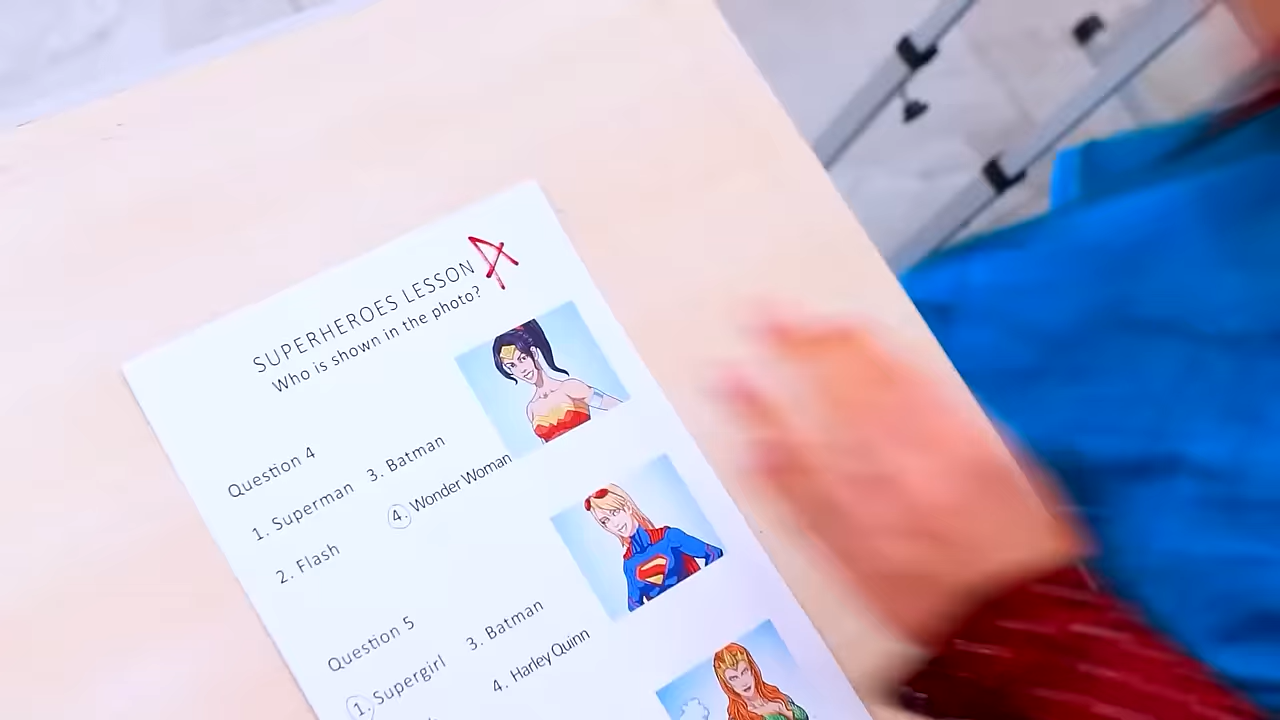 SUPERHEROES LESSON A
Who is shown in the photo?
Question 4
1. Superman 3. Batman
2. Flash 4. Wonder Woman
Question 5
1. Supergirl 3. Batman
4. Harley Quinn